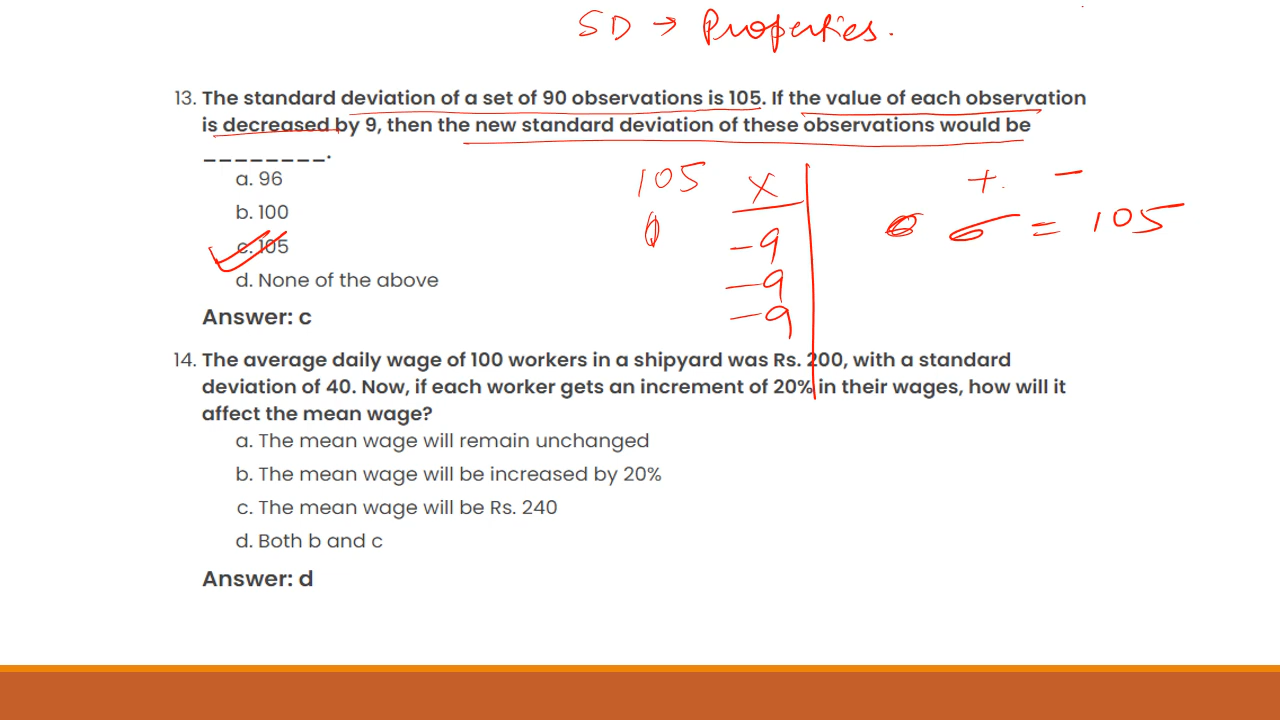 SD → Properties.
13. The standard deviation of a set of 90 observations is 105. If the value of each observation
is decreased by 9, then the new standard deviation of these observations would be
________.
a. 96
b. 100
c. 105
d. None of the above
105 X
-9
-9
-9
+ -
σ = 105
Answer: c
14. The average daily wage of 100 workers in a shipyard was Rs. 200, with a standard
deviation of 40. Now, if each worker gets an increment of 20% in their wages, how will it
affect the mean wage?
a. The mean wage will remain unchanged
b. The mean wage will be increased by 20%
c. The mean wage will be Rs. 240
d. Both b and c
Answer: d